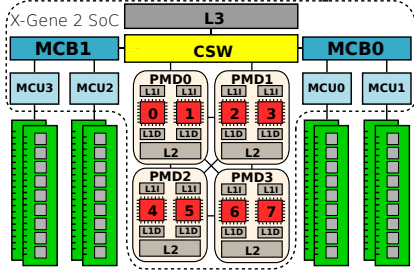 X-Gene 2 SoC
L3
MCB1
CSW
MCB0
MCU3
MCU2
MCU0
MCU1
PMD0
L1I
L1I
0
1
L1D
L1D
L2
PMD1
L1I
L1I
2
3
L1D
L1D
L2
PMD2
L1I
L1I
4
5
L1D
L1D
L2
PMD3
L1I
L1I
6
7
L1D
L1D
L2